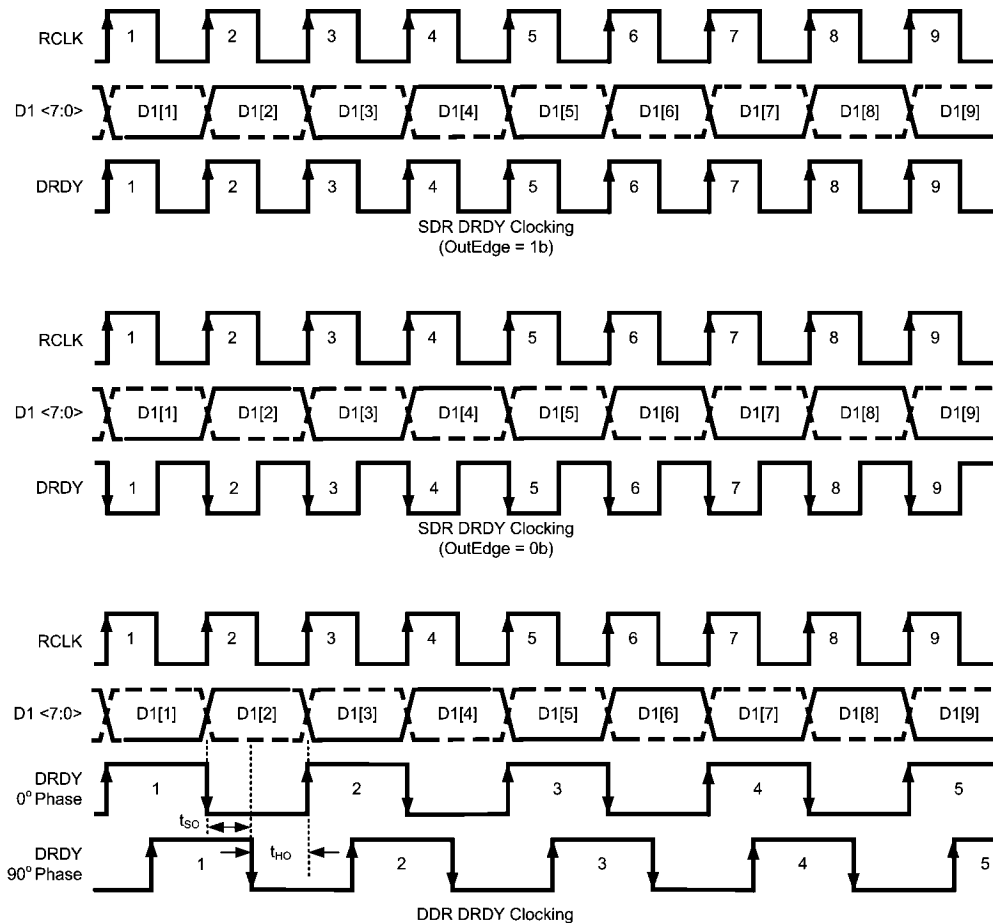 RCLK 1 2 3 4 5 6 7 8 9
D1 <7:0> D1[1] D1[2] D1[3] D1[4] D1[5] D1[6] D1[7] D1[8] D1[9]
DRDY 1 2 3 4 5 6 7 8 9
SDR DRDY Clocking
(OutEdge = 1b)
RCLK 1 2 3 4 5 6 7 8 9
D1 <7:0> D1[1] D1[2] D1[3] D1[4] D1[5] D1[6] D1[7] D1[8] D1[9]
DRDY 1 2 3 4 5 6 7 8 9
SDR DRDY Clocking
(OutEdge = 0b)
RCLK 1 2 3 4 5 6 7 8 9
D1 <7:0> D1[1] D1[2] D1[3] D1[4] D1[5] D1[6] D1[7] D1[8] D1[9]
DRDY
0° Phase 1 2 3 4 5
tSO
tHO
DRDY
90° Phase 1 2 3 4 5
DDR DRDY Clocking